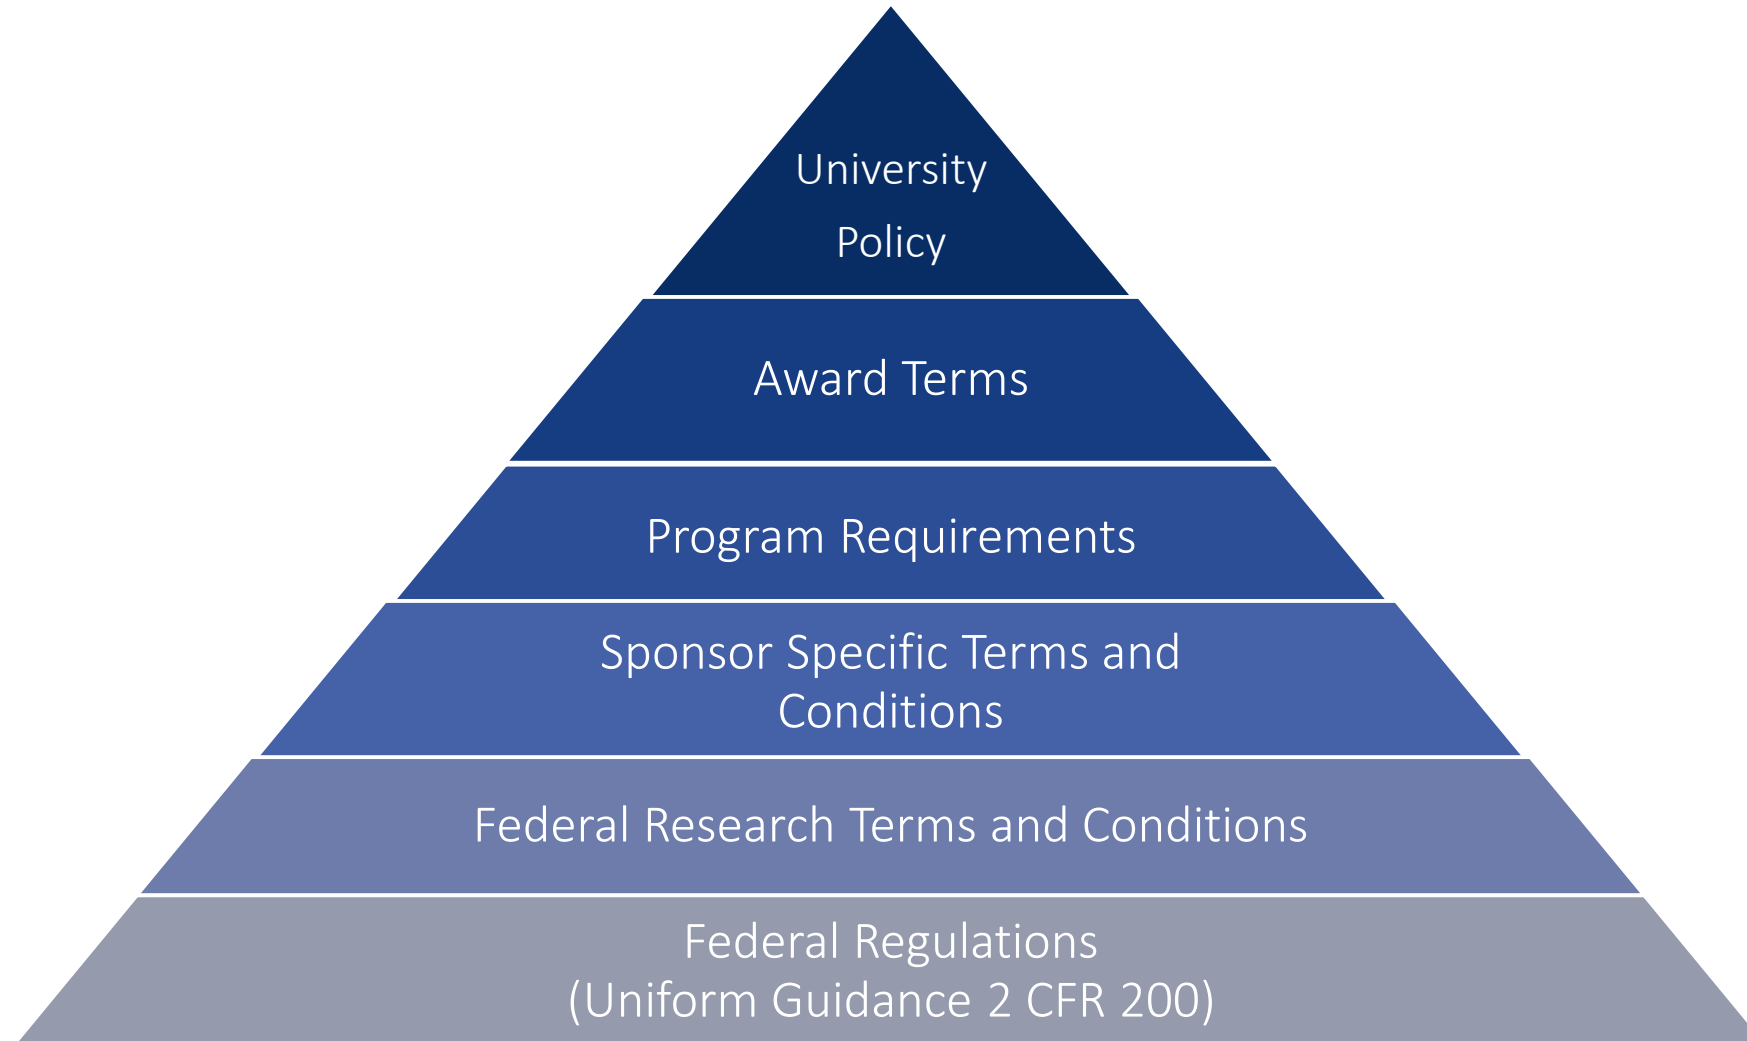 University
Policy
Award Terms
Program Requirements
Sponsor Specific Terms and
Conditions
Federal Research Terms and Conditions
Federal Regulations
(Uniform Guidance 2 CFR 200)